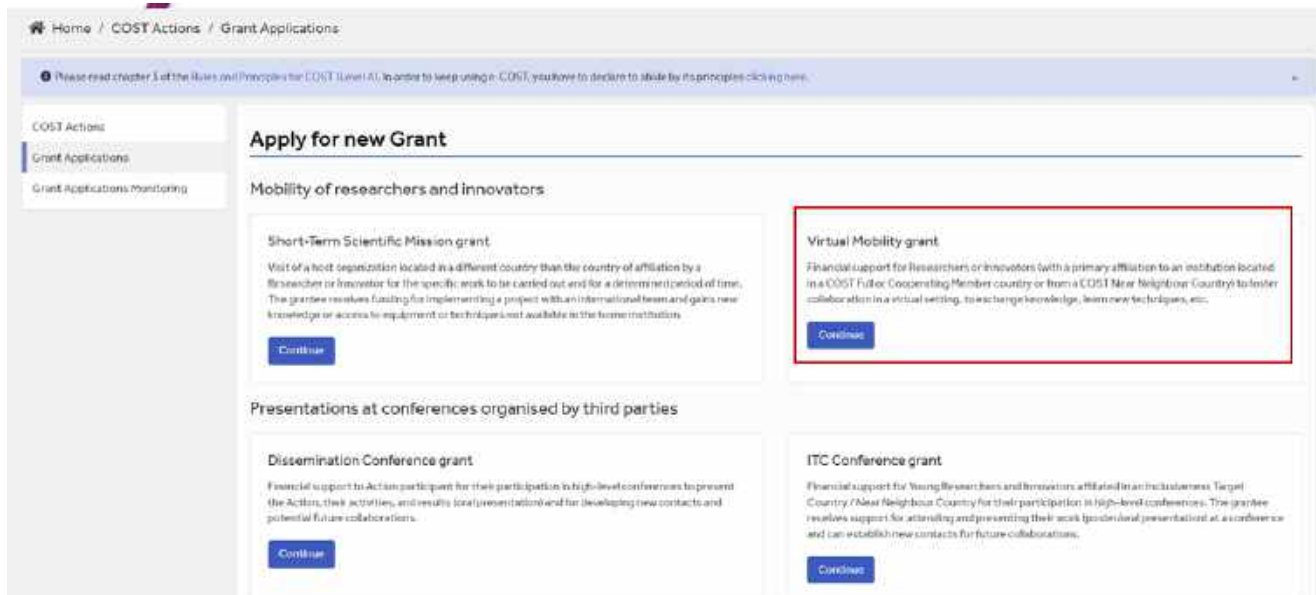 Home / COST Actions / Grant Applications
Please read chapter 1 of the Rules and Principles for COST (Level A). In order to keep using e-COST, you have to declare to abide by its principles clicking here.
COST Actions
Grant Applications
Grant Applications Monitoring
Apply for new Grant
Mobility of researchers and innovators
Short-Term Scientific Mission grant
Visit of a host organization located in a different country than the country of affiliation by a
Researcher or Innovator for the specific work to be carried out and for a determined period of time.
The grantee receives funding for implementing a project with an international team and gains new
knowledge or access to equipment or techniques not available in the home institution.
Continue
Virtual Mobility grant
Financial support for Researchers or Innovators (with a primary affiliation to an institution located
in a COST Full or Cooperating Member country or from a COST Near Neighbour Country) to foster
collaboration in a virtual setting, to exchange knowledge, learn new techniques, etc.
Continue
Presentations at conferences organised by third parties
Dissemination Conference grant
Financial support to Action participant for their participation in high-level conferences to present
the Action, their activities, and results (oral presentation) and for developing new contacts and
potential future collaborations.
Continue
ITC Conference grant
Financial support for Young Researchers and Innovators affiliated in an Inclusiveness Target
Country / Near Neighbour Country for their participation in high-level conferences. The grantee
receives support for attending and presenting their work (poster/oral presentation) at a conference
and can establish new contacts for future collaborations.
Continue